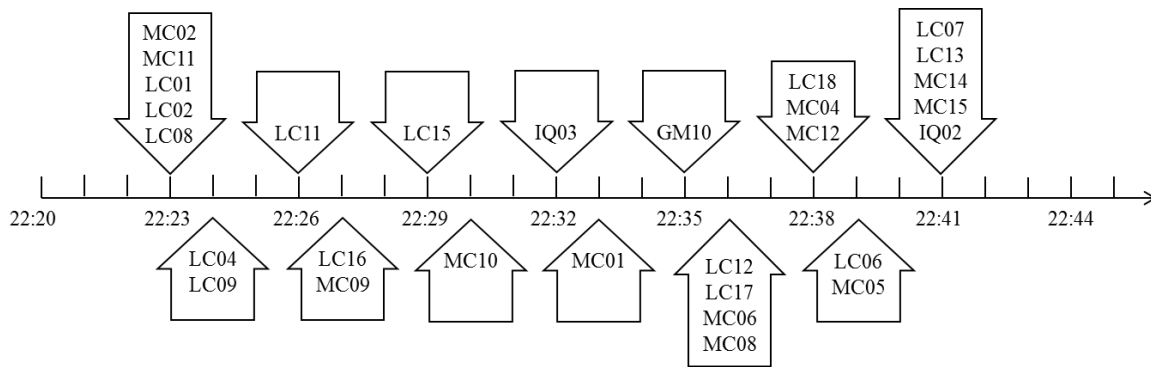 MC02
MC11
LC01
LC02
LC08
LC11
LC15
IQ03
GM10
LC18
MC04
MC12
LC07
LC13
MC14
MC15
IQ02
22:20
22:23
22:26
22:29
22:32
22:35
22:38
22:41
22:44
LC04
LC09
LC16
MC09
MC10
MC01
LC12
LC17
MC06
MC08
LC06
MC05